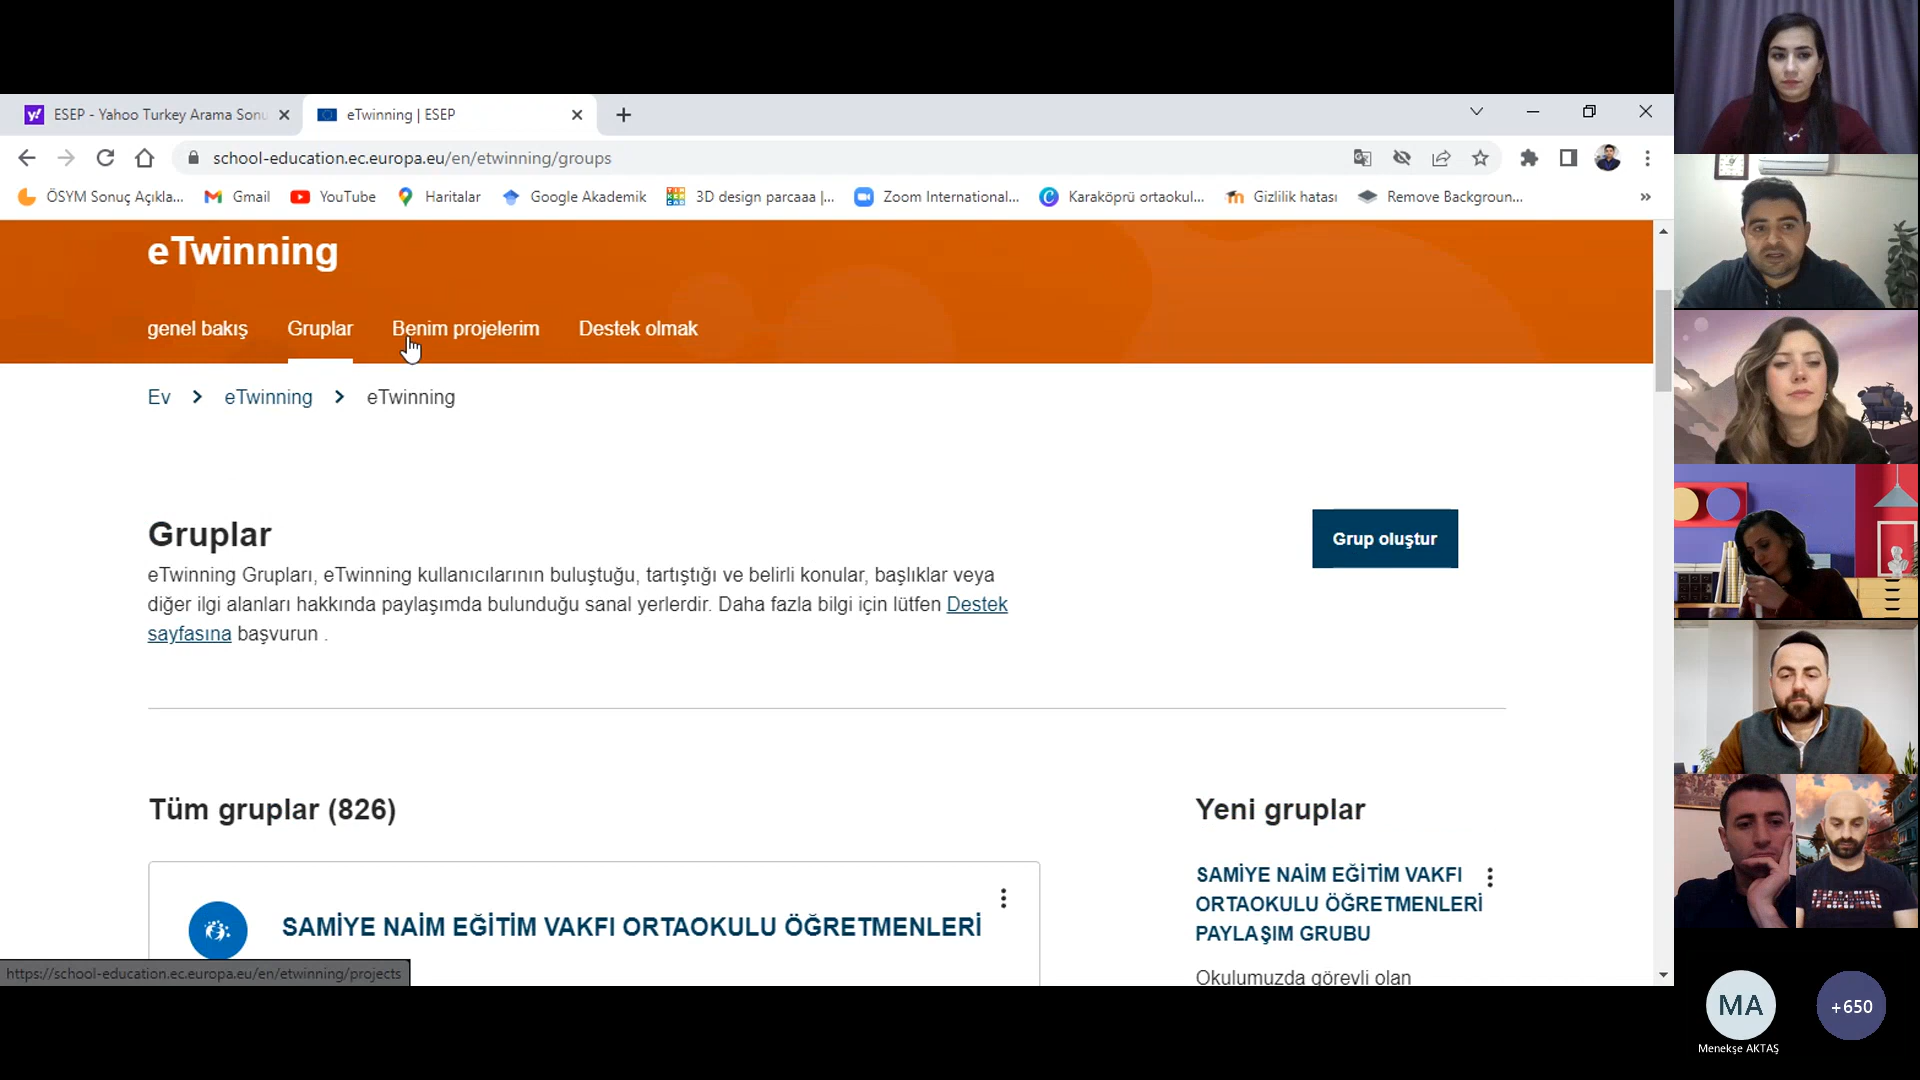 ESEP - Yahoo Turkey Arama Sonu
eTwinning | ESEP
school-education.ec.europa.eu/en/etwinning/groups
ÖSYM Sonuç Açıkla...
Gmail
YouTube
Haritalar
Google Akademik
3D design parcaaa |...
Zoom International...
Karaköprü ortaokul...
Gizlilik hatası
Remove Backgroun...
eTwinning
genel bakış
Gruplar
Benim projelerim
Destek olmak
Ev > eTwinning > eTwinning
Gruplar
Grup oluştur
eTwinning Grupları, eTwinning kullanıcılarının buluştuğu, tartıştığı ve belirli konular, başlıklar veya
diğer ilgi alanları hakkında paylaşımda bulunduğu sanal yerlerdir. Daha fazla bilgi için lütfen Destek
sayfasına başvurun .
Tüm gruplar (826)
SAMİYE NAİM EĞİTİM VAKFI ORTAOKULU ÖĞRETMENLERİ
Yeni gruplar
SAMİYE NAİM EĞİTİM VAKFI
ORTAOKULU ÖĞRETMENLERİ
PAYLAŞIM GRUBU
Okulumuzda görevli olan
https://school-education.ec.europa.eu/en/etwinning/projects
MA
Menekşe AKTAŞ
+650